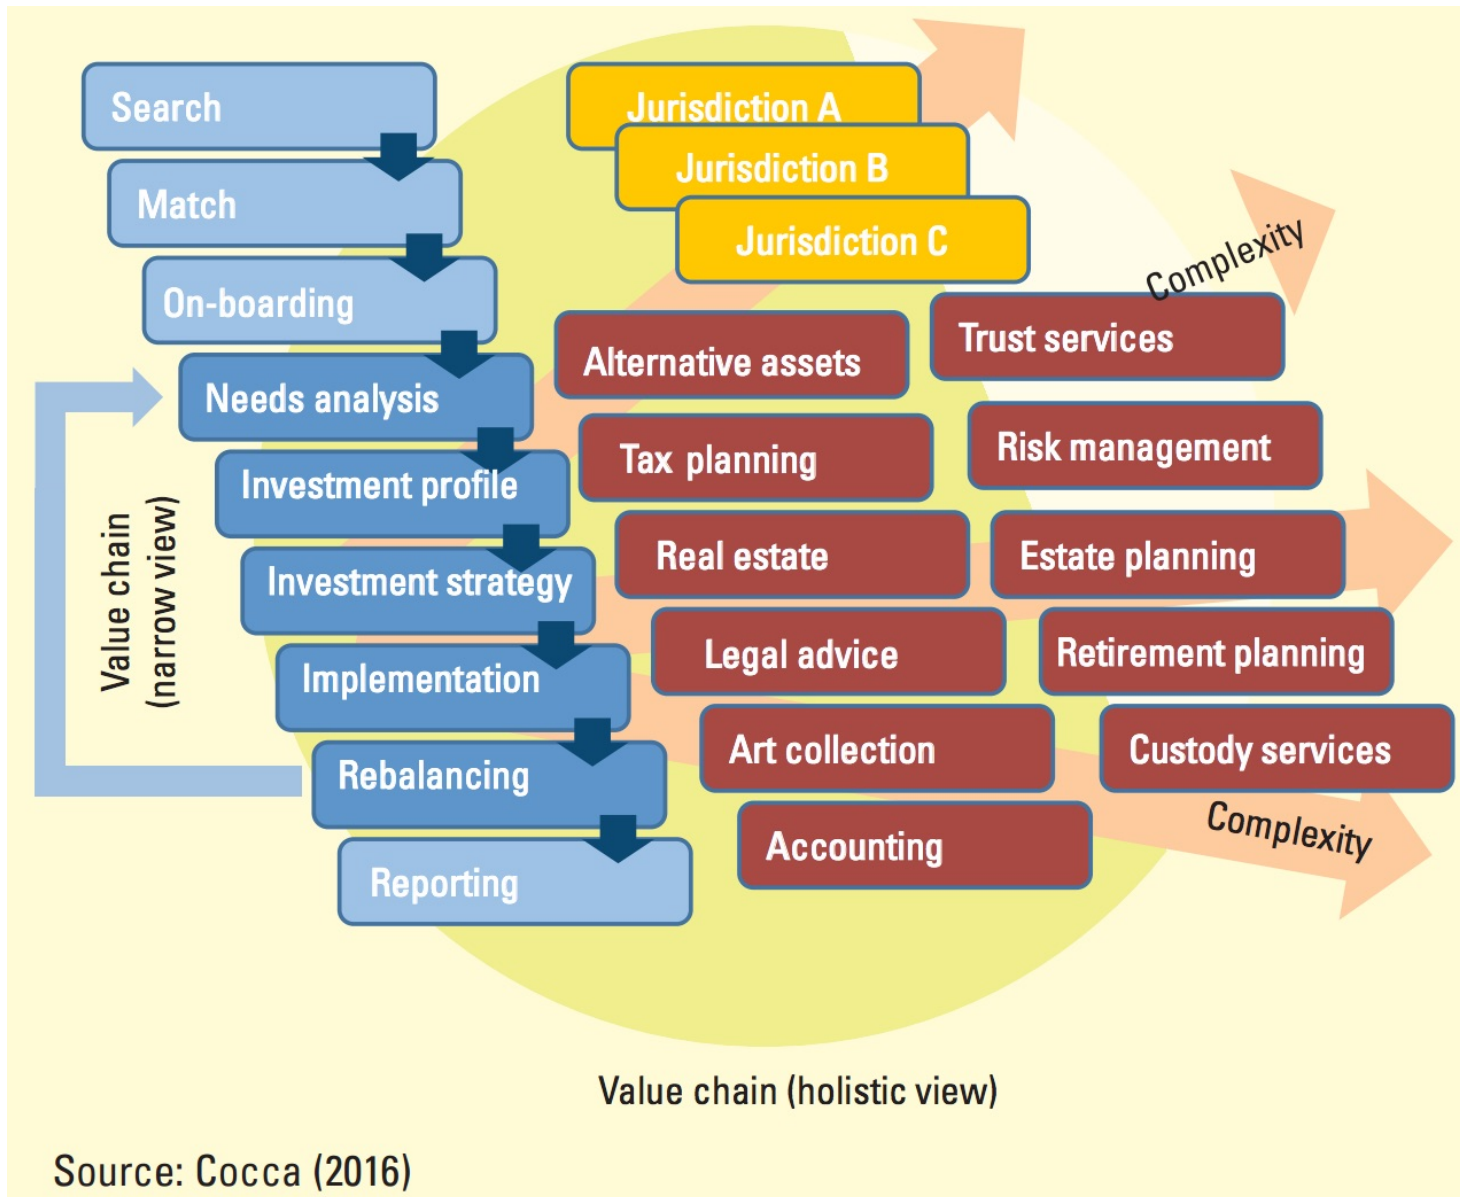 Search
Match
On-boarding
Needs analysis
Investment profile
Investment strategy
Implementation
Rebalancing
Reporting
Value chain
(narrow view)
Jurisdiction A
Jurisdiction B
Jurisdiction C
Alternative assets
Tax planning
Real estate
Legal advice
Art collection
Accounting
Complexity
Trust services
Risk management
Estate planning
Retirement planning
Custody services
Complexity
Value chain (holistic view)
Source: Cocca (2016)